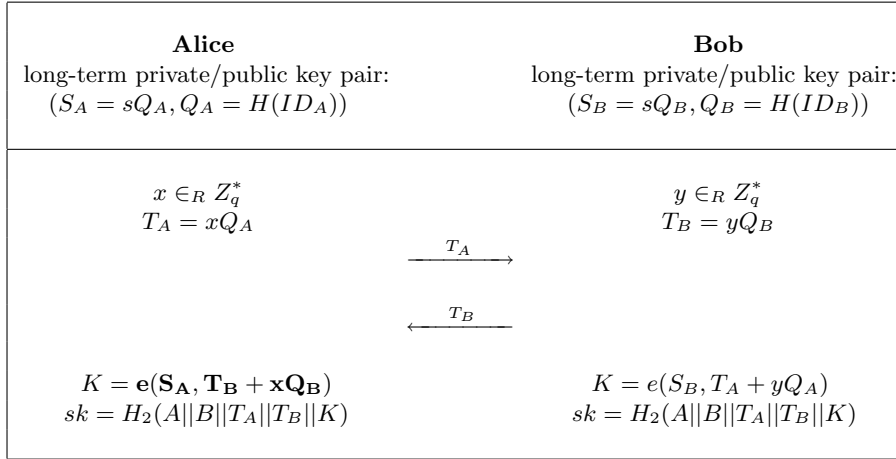 Alice
long-term private/public key pair:
(S_A = sQ_A, Q_A = H(ID_A))
Bob
long-term private/public key pair:
(S_B = sQ_B, Q_B = H(ID_B))
x ∈_R Z_q^*
T_A = xQ_A
y ∈_R Z_q^*
T_B = yQ_B
T_A
T_B
K = e(S_A, T_B + xQ_B)
sk = H_2(A||B||T_A||T_B||K)
K = e(S_B, T_A + yQ_A)
sk = H_2(A||B||T_A||T_B||K)